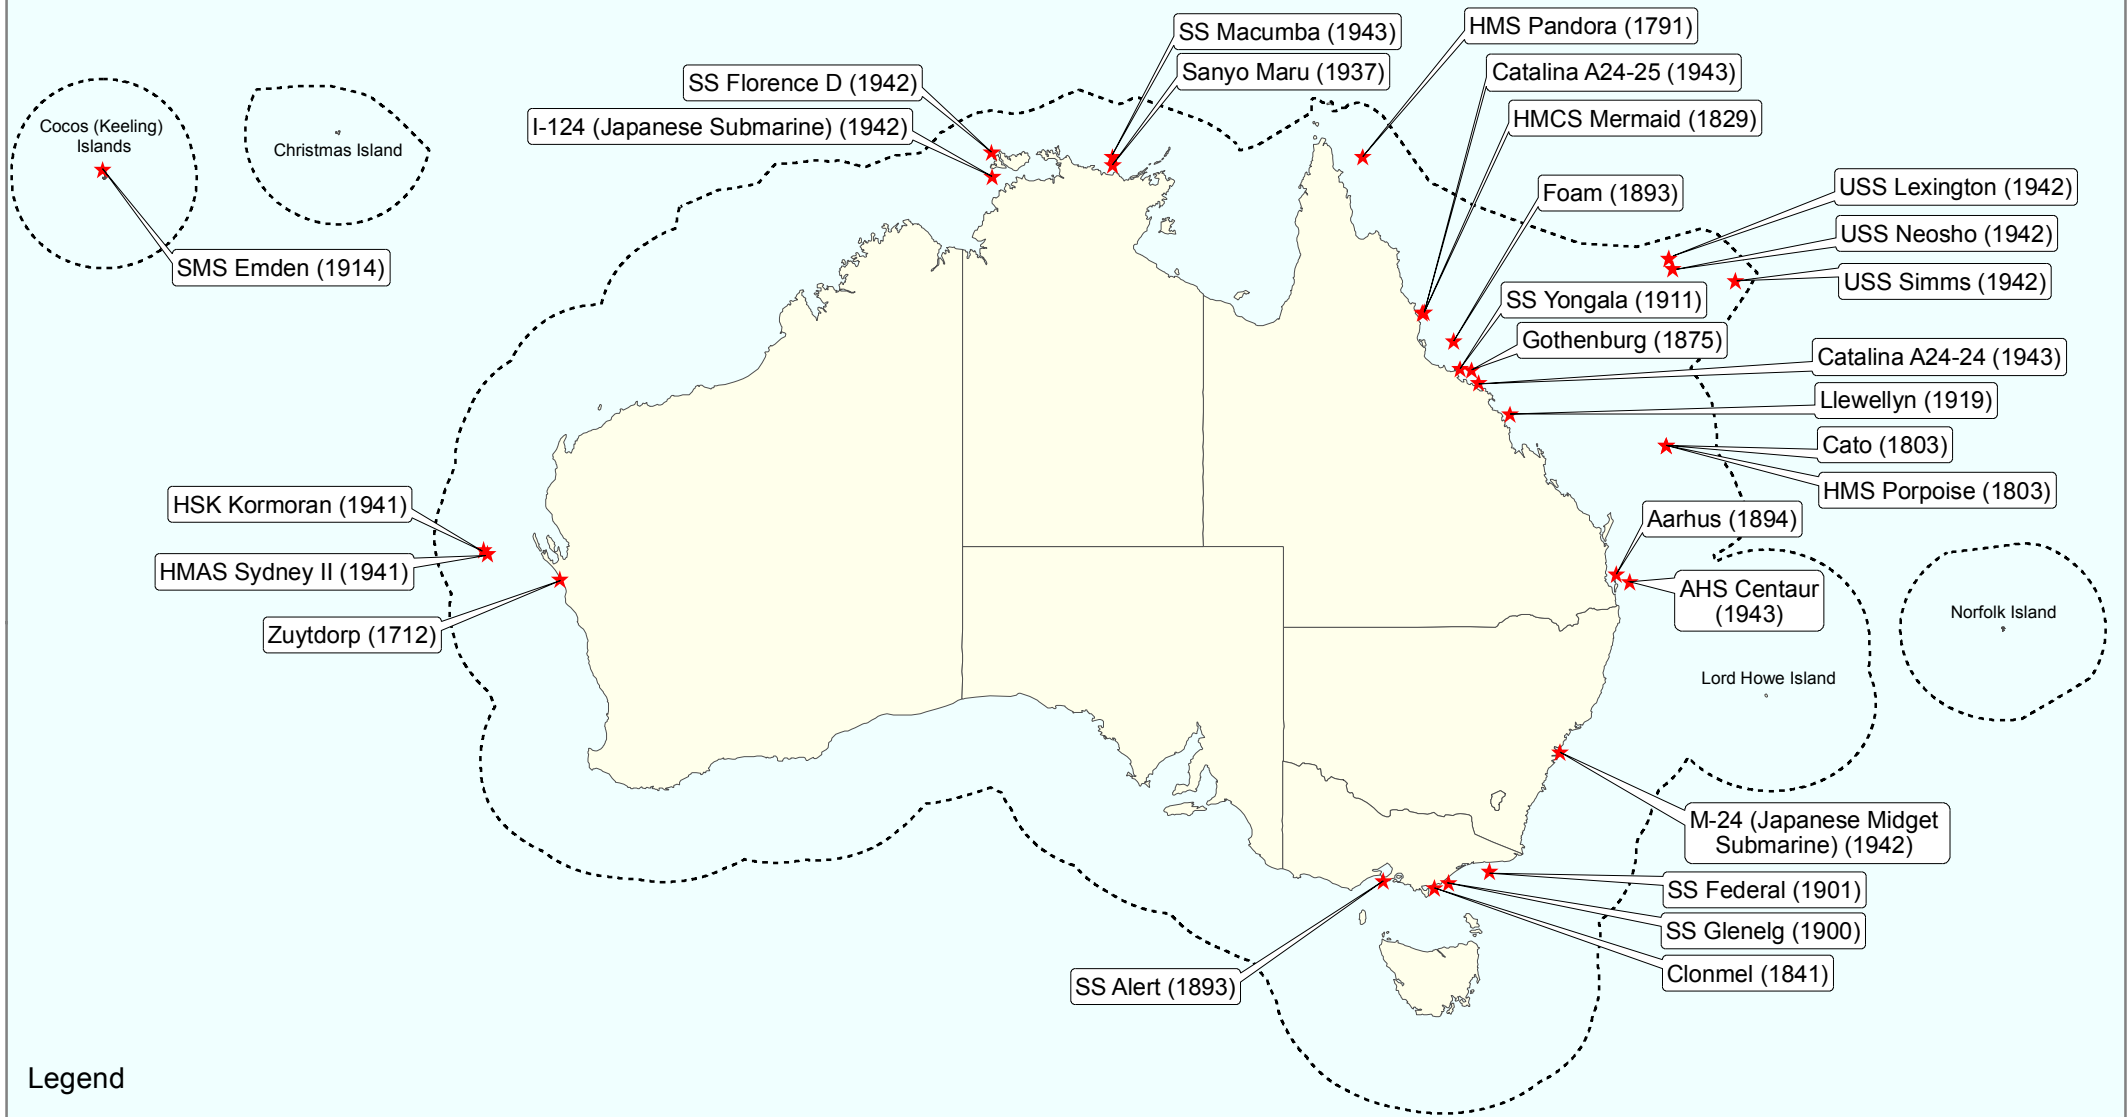 SS Macumba (1943)
HMS Pandora (1791)
SS Florence D (1942)
Sanyo Maru (1937)
Catalina A24-25 (1943)
I-124 (Japanese Submarine) (1942)
HMCS Mermaid (1829)
Cocos (Keeling)
Islands
Christmas Island
Foam (1893)
USS Lexington (1942)
USS Neosho (1942)
SMS Emden (1914)
USS Simms (1942)
SS Yongala (1911)
Gothenburg (1875)
Catalina A24-24 (1943)
Llewellyn (1919)
Cato (1803)
HMS Porpoise (1803)
HSK Kormoran (1941)
Aarhus (1894)
HMAS Sydney II (1941)
AHS Centaur
(1943)
Norfolk Island
Zuytdorp (1712)
Lord Howe Island
M-24 (Japanese Midget
Submarine) (1942)
SS Federal (1901)
SS Glenelg (1900)
Clonmel (1841)
SS Alert (1893)
Legend